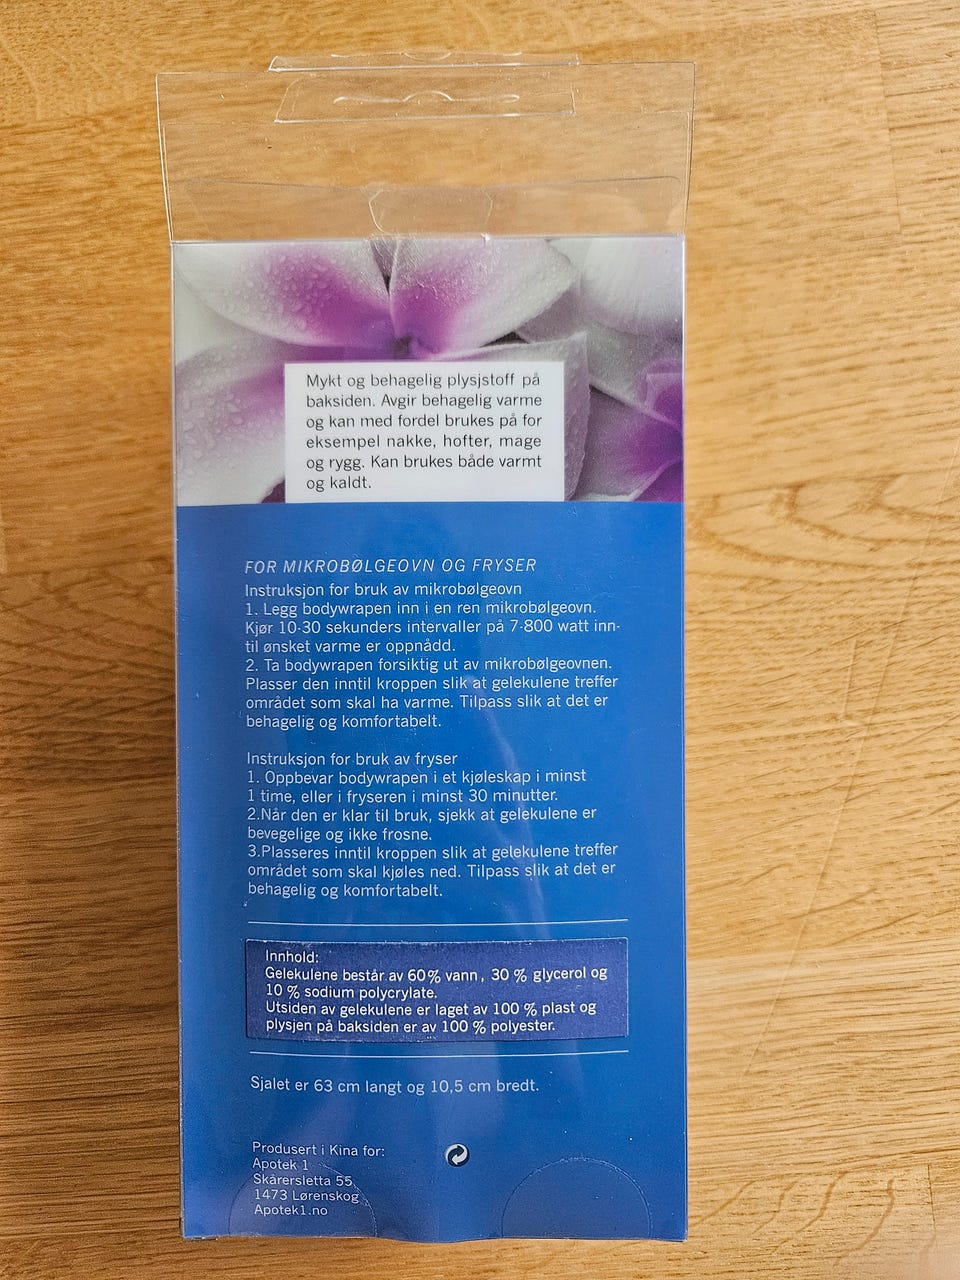 Mykt og behagelig plysjstoff på
baksiden. Avgir behagelig varme
og kan med fordel brukes på for
eksempel nakke, hofter, mage
og rygg. Kan brukes både varmt
og kaldt.
FOR MIKROBØLGEOVN OG FRYSER
Instruksjon for bruk av mikrobølgeovn
1. Legg bodywrapen inn i en ren mikrobølgeovn.
Kjør 10-30 sekunders intervaller på 7-800 watt inn-
til ønsket varme er oppnådd.
2. Ta bodywrapen forsiktig ut av mikrobølgeovnen.
Plasser den inntil kroppen slik at gelekulene treffer
området som skal ha varme. Tilpass slik at det er
behagelig og komfortabelt.
Instruksjon for bruk av fryser
1. Oppbevar bodywrapen i et kjøleskap i minst
1 time, eller i fryseren i minst 30 minutter.
2.Når den er klar til bruk, sjekk at gelekulene er
bevegelige og ikke frosne.
3.Plasseres inntil kroppen slik at gelekulene treffer
området som skal kjøles ned. Tilpass slik at det er
behagelig og komfortabelt.
Innhold:
Gelekulene består av 60% vann, 30 % glycerol og
10 % sodium polycrylate.
Utsiden av gelekulene er laget av 100 % plast og
plysjen på baksiden er av 100 % polyester.
Sjalet er 63 cm langt og 10,5 cm bredt.
Produsert i Kina for:
Apotek 1
Skårersletta 55
1473 Lørenskog
Apotek1.no